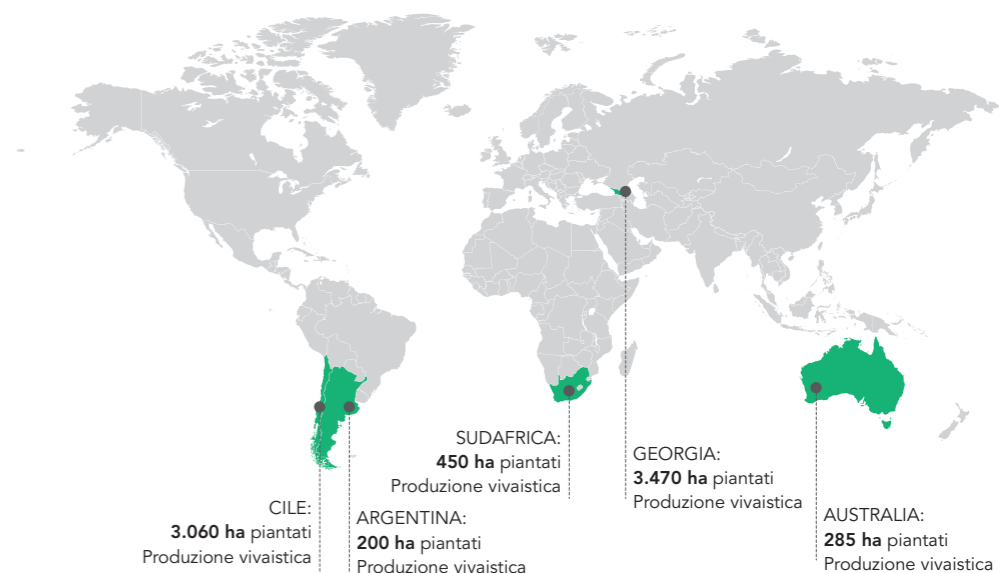 SUDAFRICA:
450 ha piantati
Produzione vivaistica
GEORGIA:
3.470 ha piantati
Produzione vivaistica
CILE:
3.060 ha piantati
Produzione vivaistica
ARGENTINA:
200 ha piantati
Produzione vivaistica
AUSTRALIA:
285 ha piantati
Produzione vivaistica